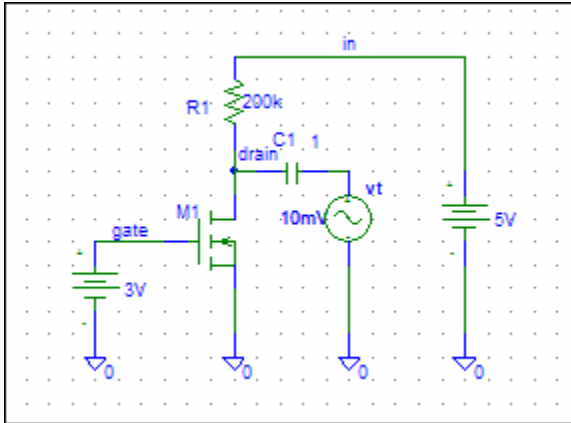 in
R1 200k
C1 1
drain
vt
M1
10mV
5V
gate
+
+
+
3V
-
-
0
0
0
0